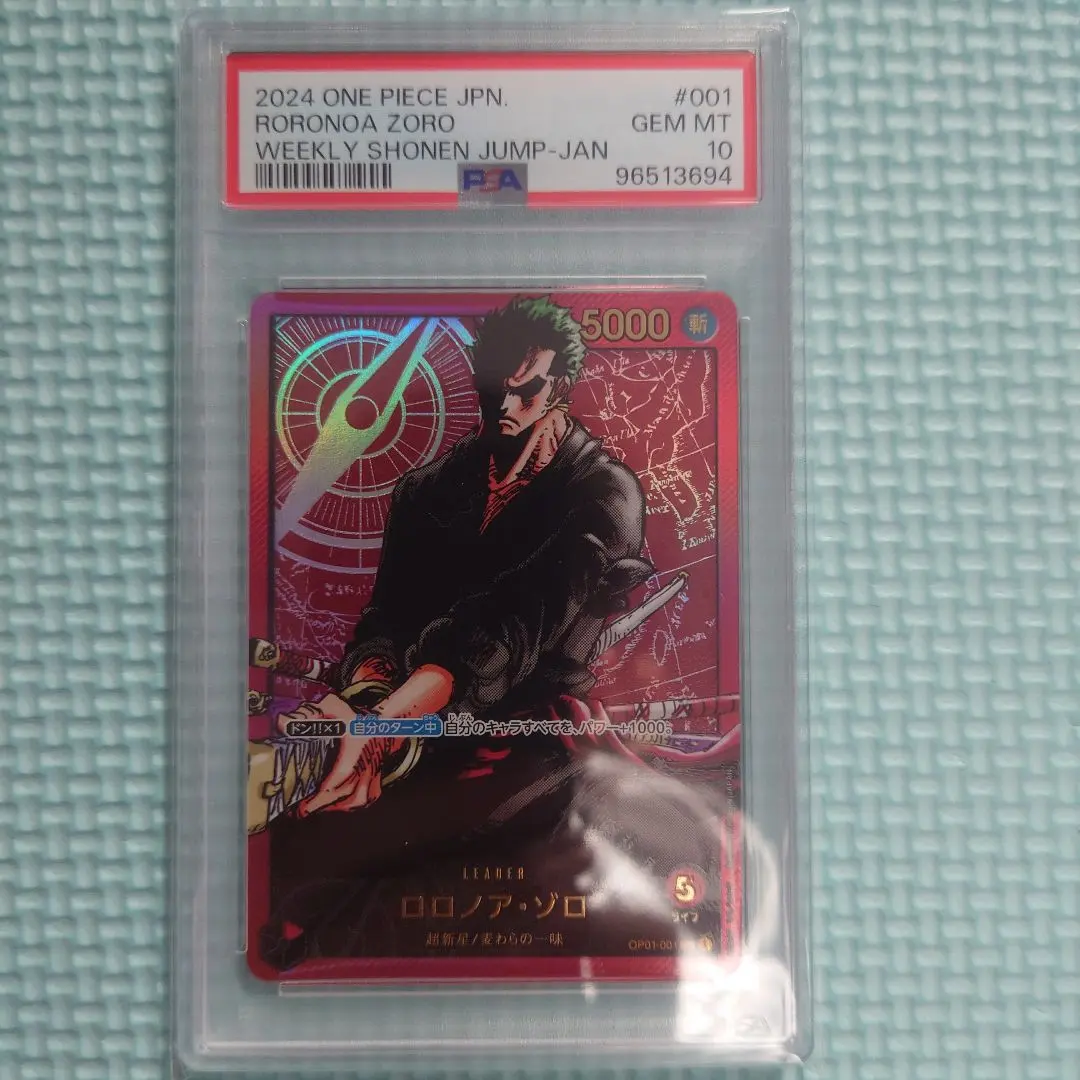 2024 ONE PIECE JPN.
#001
RORONOA ZORO
GEM MT
WEEKLY SHONEN JUMP-JAN
10
PSA
96513694
5000
斬
ドン!!×1 自分のターン中 自分のキャラすべてを、パワー+1000。
LEADER
ロロノア・ゾロ
超新星/麦わらの一味
5
ライフ
OP01-001